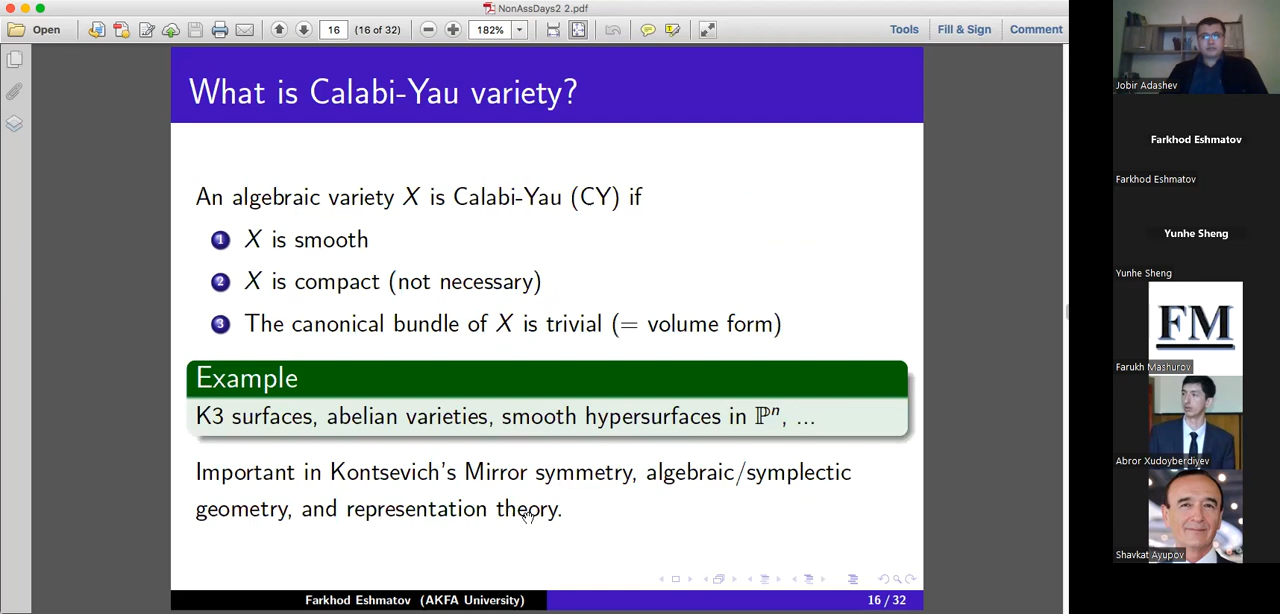 NonAssDays2 2.pdf
Open
16
(16 of 32)
182%
Tools
Fill & Sign
Comment
What is Calabi-Yau variety?
An algebraic variety X is Calabi-Yau (CY) if
1 X is smooth
2 X is compact (not necessary)
3 The canonical bundle of X is trivial (= volume form)
Example
K3 surfaces, abelian varieties, smooth hypersurfaces in ℙⁿ, ...
Important in Kontsevich's Mirror symmetry, algebraic/symplectic
geometry, and representation theory.
Farkhod Eshmatov (AKFA University)
16 / 32
Jobir Adashev
Farkhod Eshmatov
Farkhod Eshmatov
Yunhe Sheng
Yunhe Sheng
FM
Farukh Mashurov
Abror Xudoyberdiyev
Shavkat Ayupov